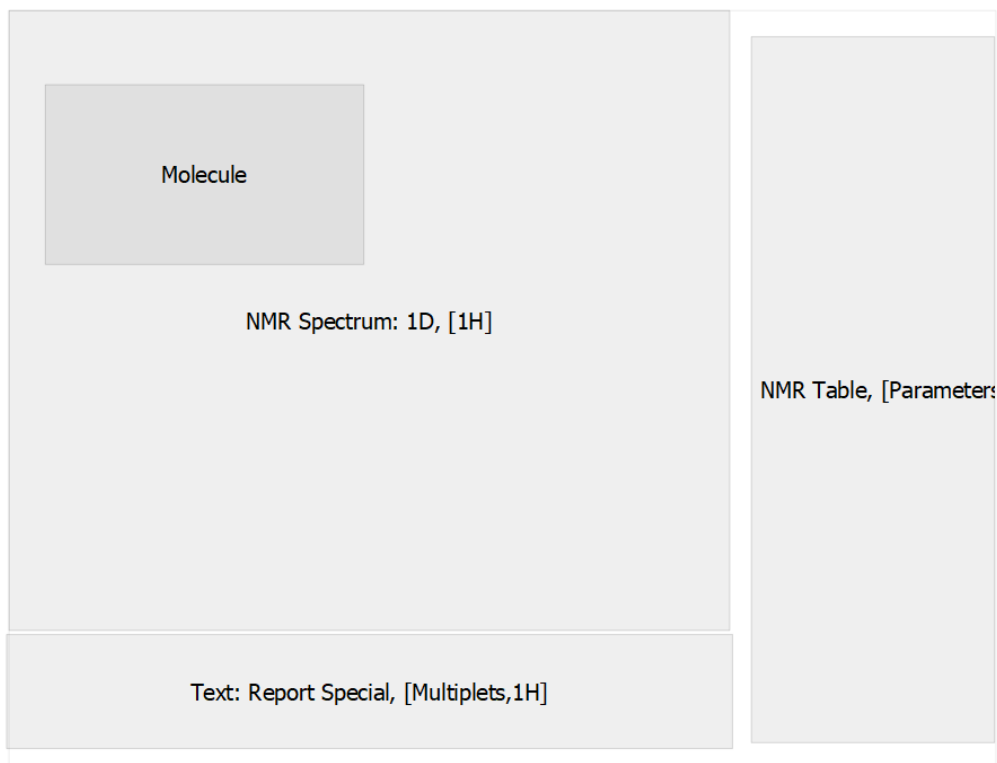 Molecule
NMR Spectrum: 1D, [1H]
NMR Table, [Parameters
Text: Report Special, [Multiplets,1H]